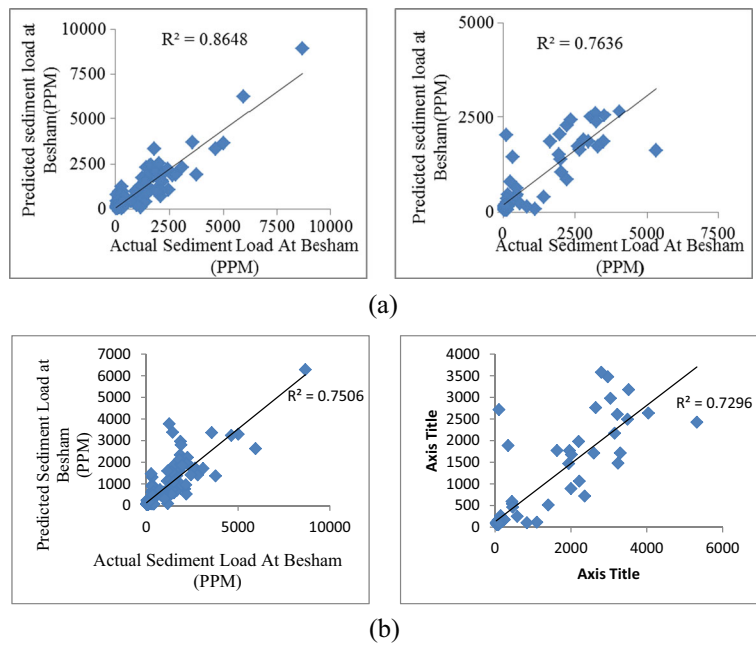 10000
7500
5000
2500
0
R² = 0.8648
Predicted sediment load at
Besham(PPM)
0 2500 5000 7500 10000
Actual Sediment Load At Besham
(PPM)
5000
2500
0
R² = 0.7636
Predicted sediment load at
Besham(PPM)
0 2500 5000 7500
Actual Sediment Load At Besham
(PPM)
(a)
7000
6000
5000
4000
3000
2000
1000
0
R² = 0.7506
Predicted Sediment Load at
Besham
(PPM)
0 5000 10000
Actual Sediment Load At Besham
(PPM)
4000
3500
3000
2500
2000
1500
1000
500
0
R² = 0.7296
Axis Title
0 2000 4000 6000
Axis Title
(b)